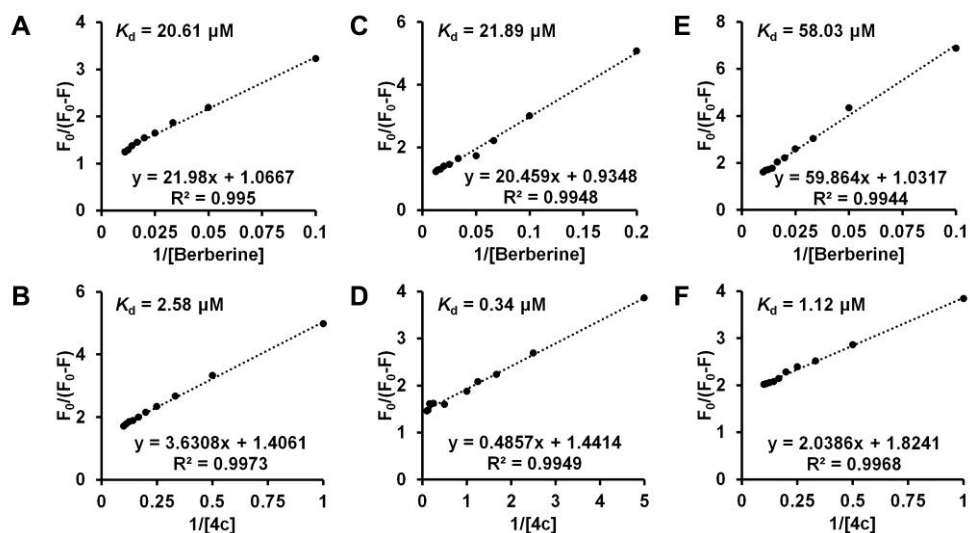 A
K_d = 20.61 µM
F₀/(F₀-F)
4
3
2
1
0
y = 21.98x + 1.0667
R² = 0.995
0
0.025
0.05
0.075
0.1
1/[Berberine]
C
K_d = 21.89 µM
F₀/(F₀-F)
6
4
2
0
y = 20.459x + 0.9348
R² = 0.9948
0
0.05
0.1
0.15
0.2
1/[Berberine]
E
K_d = 58.03 µM
F₀/(F₀-F)
8
6
4
2
0
y = 59.864x + 1.0317
R² = 0.9944
0
0.025
0.05
0.075
0.1
1/[Berberine]
B
K_d = 2.58 µM
F₀/(F₀-F)
6
4
2
0
y = 3.6308x + 1.4061
R² = 0.9973
0
0.25
0.5
0.75
1
1/[4c]
D
K_d = 0.34 µM
F₀/(F₀-F)
4
3
2
1
0
y = 0.4857x + 1.4414
R² = 0.9949
0
1
2
3
4
5
1/[4c]
F
K_d = 1.12 µM
F₀/(F₀-F)
4
3
2
1
0
y = 2.0386x + 1.8241
R² = 0.9968
0
0.25
0.5
0.75
1
1/[4c]